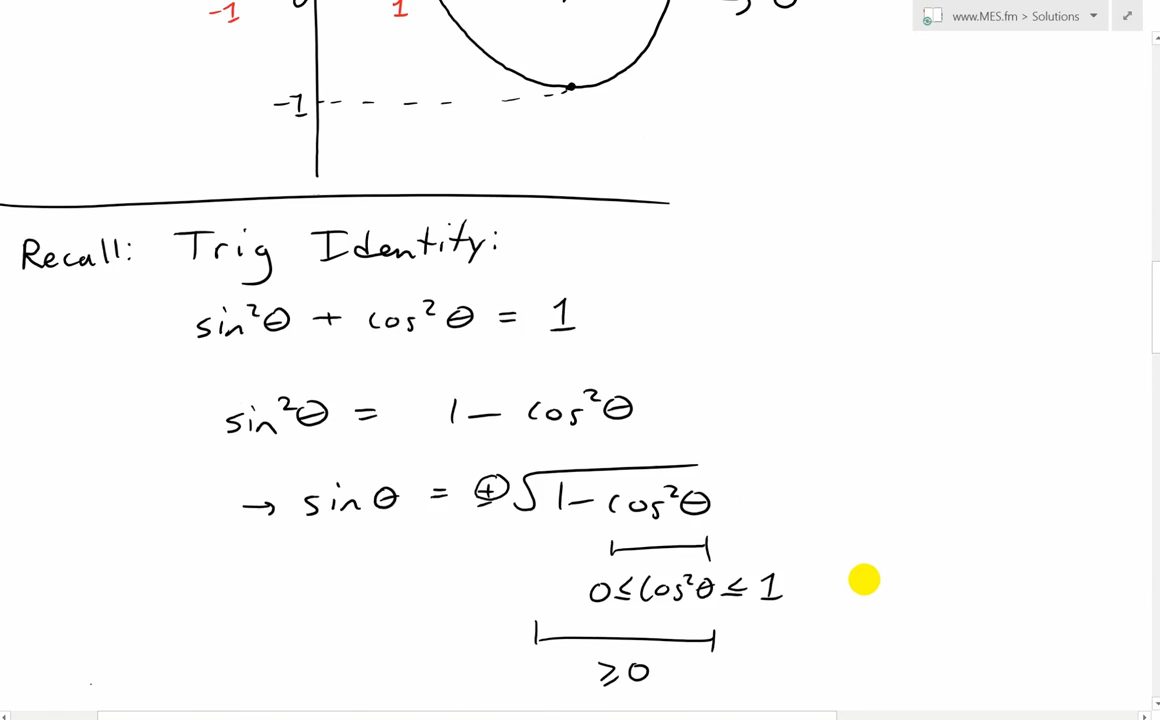 -1 1
www.MES.fm > Solutions
-1
Recall: Trig Identity:
sin²θ + cos²θ = 1
sin²θ = 1 - cos²θ
→ sinθ = ±√1-cos²θ
0≤cos²θ≤1
≥0